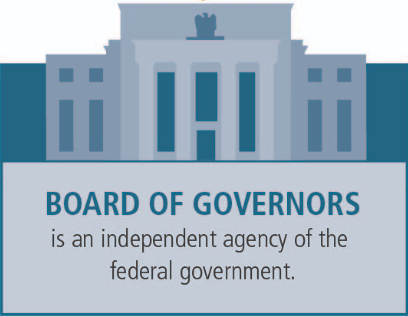 BOARD OF GOVERNORS
is an independent agency of the
federal government.